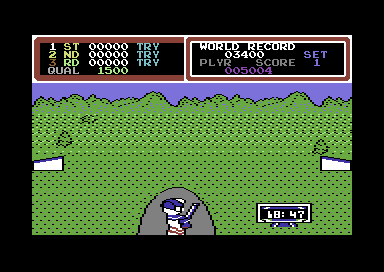 1 ST 00000 TRY
2 ND 00000 TRY
3 RD 00000 TRY
QUAL 1500
WORLD RECORD
03400 SET
PLYR SCORE 1
005004
18:47